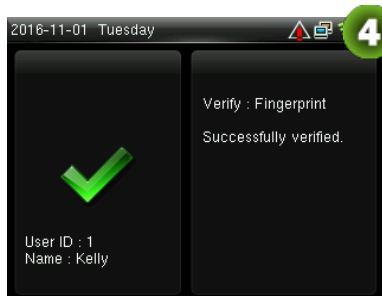 2016-11-01 Tuesday
4
Verify : Fingerprint
Successfully verified.
User ID : 1
Name : Kelly